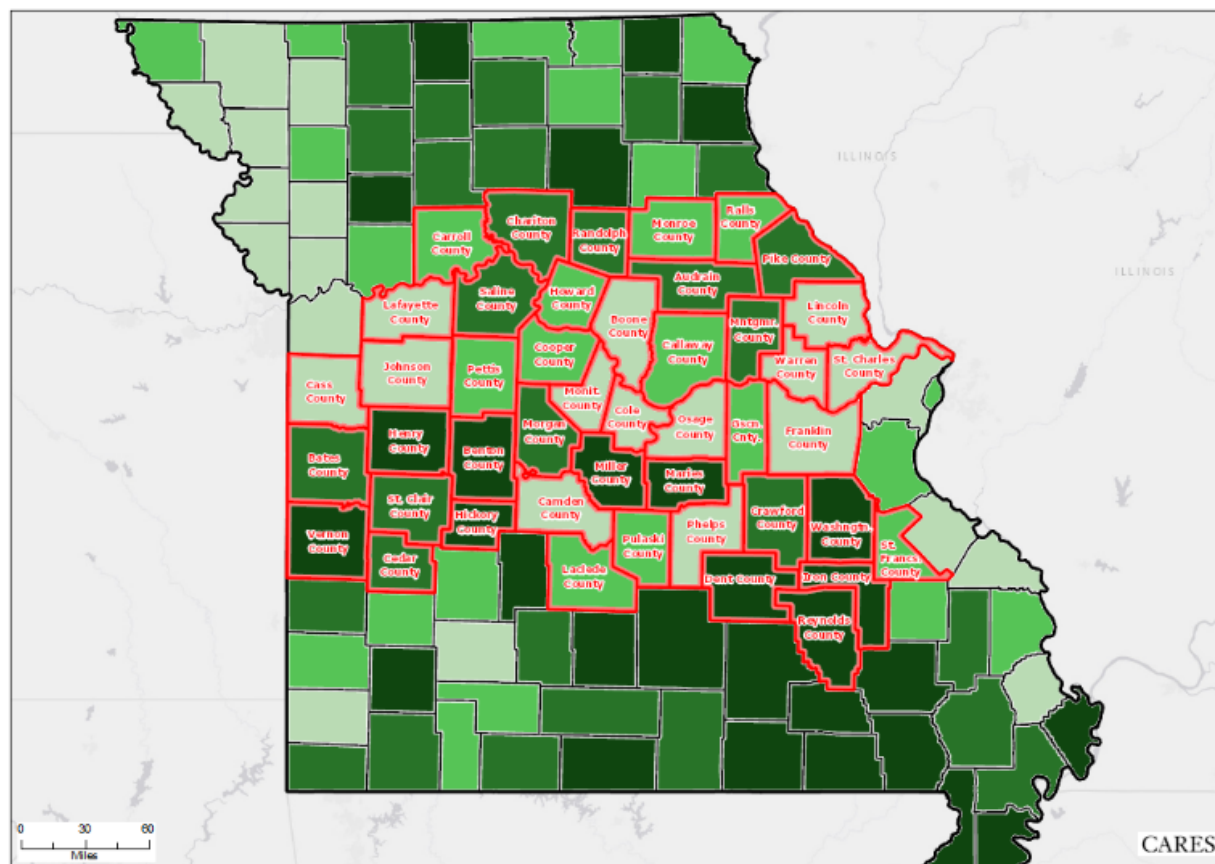 ILLINOIS
ILLINOIS
Carroll
County
Chariton
County
Randolph
County
Monroe
County
Ralls
County
Pike County
Lafayette
County
Saline
County
Howard
County
Audrain
County
Boone
County
Mntgmr.
County
Lincoln
County
Callaway
County
Warren
County
St. Charles
County
Cass
County
Johnson
County
Pettis
County
Cooper
County
Monit.
County
Cole
County
Osage
County
Gscn.
Cnty.
Franklin
County
Bates
County
Henry
County
Benton
County
Morgan
County
Miller
County
Maries
County
St. Clair
County
Hickory
County
Camden
County
Phelps
County
Crawford
County
Washingtn.
County
Vernon
County
Cedar
County
Laclede
County
Pulaski
County
Dent County
Iron County
St.
Francs.
County
Reynolds
County
0 30 60
Miles
CARES